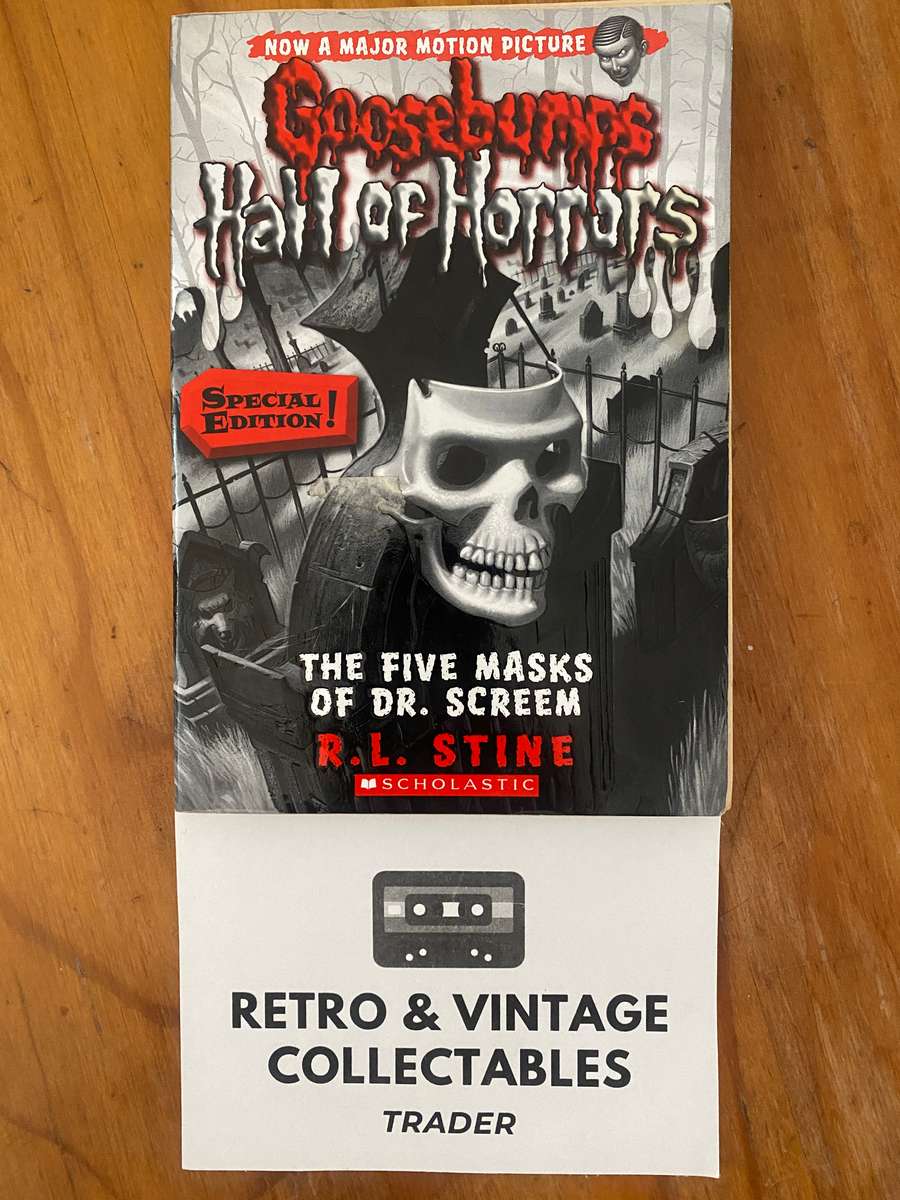 NOW A MAJOR MOTION PICTURE
Goosebumps
Hall of Horrors
SPECIAL
EDITION!
THE FIVE MASKS
OF DR. SCREEM
R.L. STINE
SCHOLASTIC
RETRO & VINTAGE
COLLECTABLES
TRADER